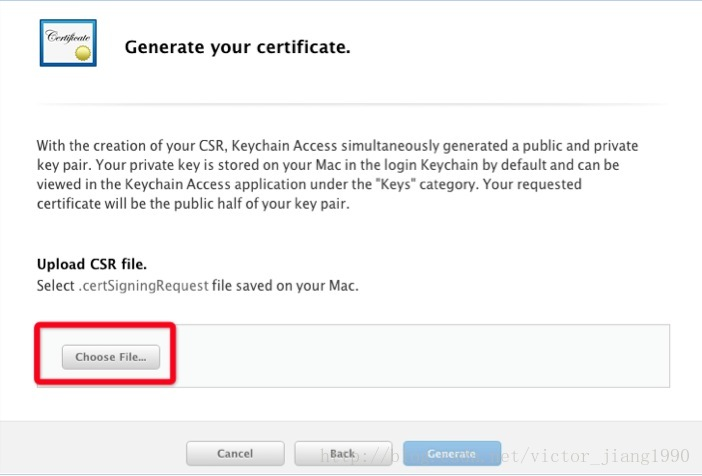 Certificate
Generate your certificate.
With the creation of your CSR, Keychain Access simultaneously generated a public and private
key pair. Your private key is stored on your Mac in the login Keychain by default and can be
viewed in the Keychain Access application under the "Keys" category. Your requested
certificate will be the public half of your key pair.
Upload CSR file.
Select .certSigningRequest file saved on your Mac.
Choose File...
Cancel
Back
Generate
net/victor_jiang1990